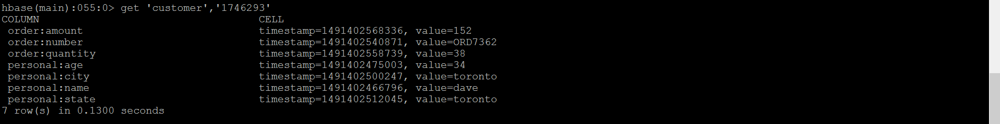 hbase(main):055:0> get 'customer','1746293'
COLUMN CELL
order:amount timestamp=1491402568336, value=152
order:number timestamp=1491402540871, value=ORD7362
order:quantity timestamp=1491402558739, value=38
personal:age timestamp=1491402475003, value=34
personal:city timestamp=1491402500247, value=toronto
personal:name timestamp=1491402466796, value=dave
personal:state timestamp=1491402512045, value=toronto
7 row(s) in 0.1300 seconds